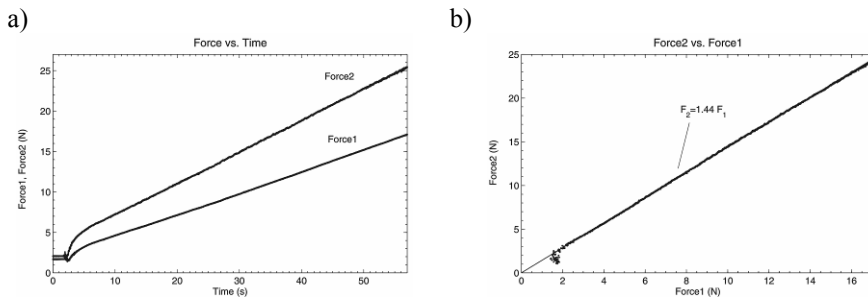 a)
Force vs. Time
Force1, Force2 (N)
25
20
15
10
5
0
Force2
Force1
0 10 20 30 40 50
Time (s)
b)
Force2 vs. Force1
Force2 (N)
25
20
15
10
5
0
F₂=1.44 F₁
0 2 4 6 8 10 12 14 16
Force1 (N)